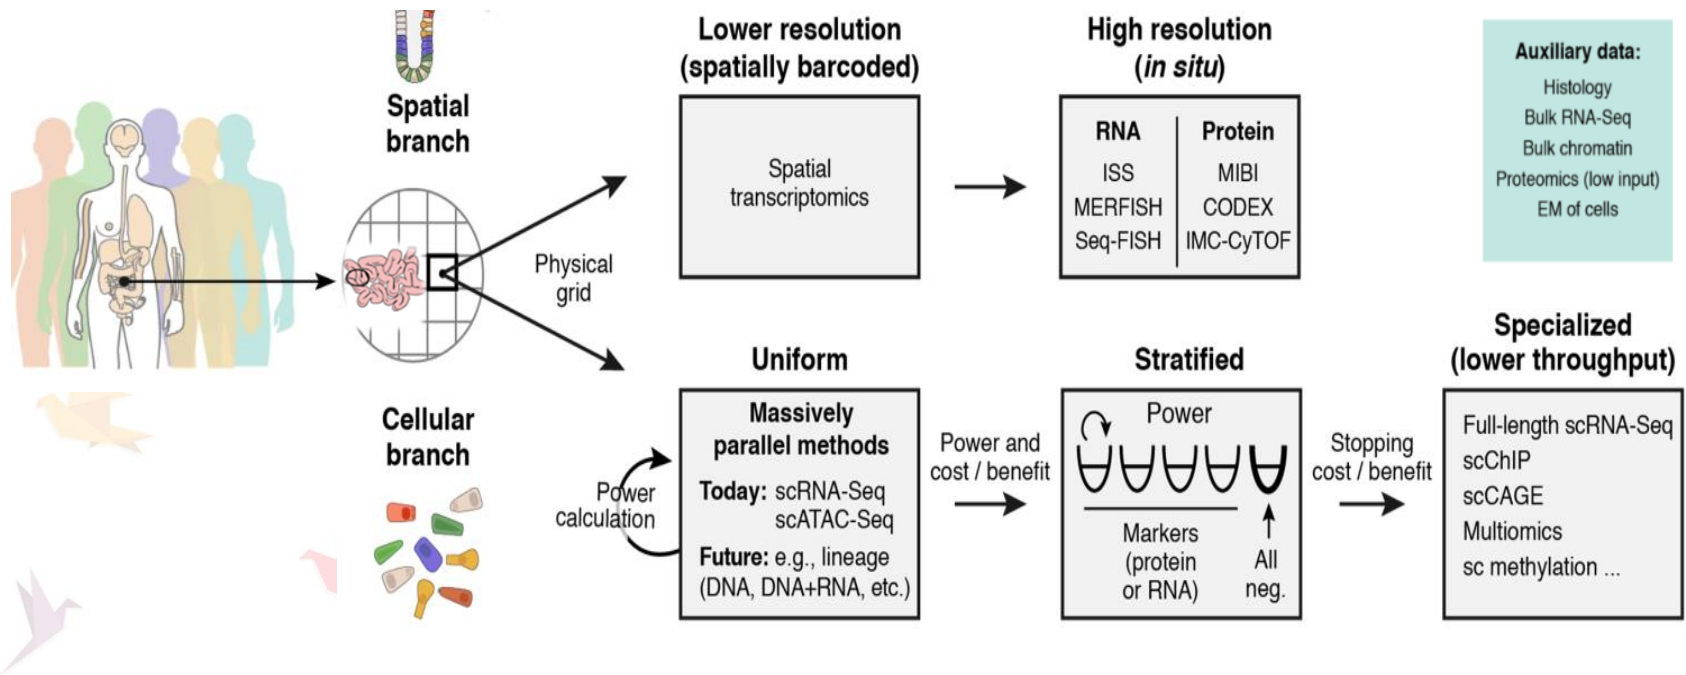 Spatial
branch
Physical
grid
Lower resolution
(spatially barcoded)
Spatial
transcriptomics
High resolution
(in situ)
RNA
ISS
MERFISH
Seq-FISH
Protein
MIBI
CODEX
IMC-CyTOF
Auxiliary data:
Histology
Bulk RNA-Seq
Bulk chromatin
Proteomics (low input)
EM of cells
Cellular
branch
Power
calculation
Uniform
Massively
parallel methods
Today: scRNA-Seq
scATAC-Seq
Future: e.g., lineage
(DNA, DNA+RNA, etc.)
Power and
cost / benefit
Stratified
Power
Markers
(protein
or RNA)
All
neg.
Stopping
cost / benefit
Specialized
(lower throughput)
Full-length scRNA-Seq
scChIP
scCAGE
Multiomics
sc methylation ...